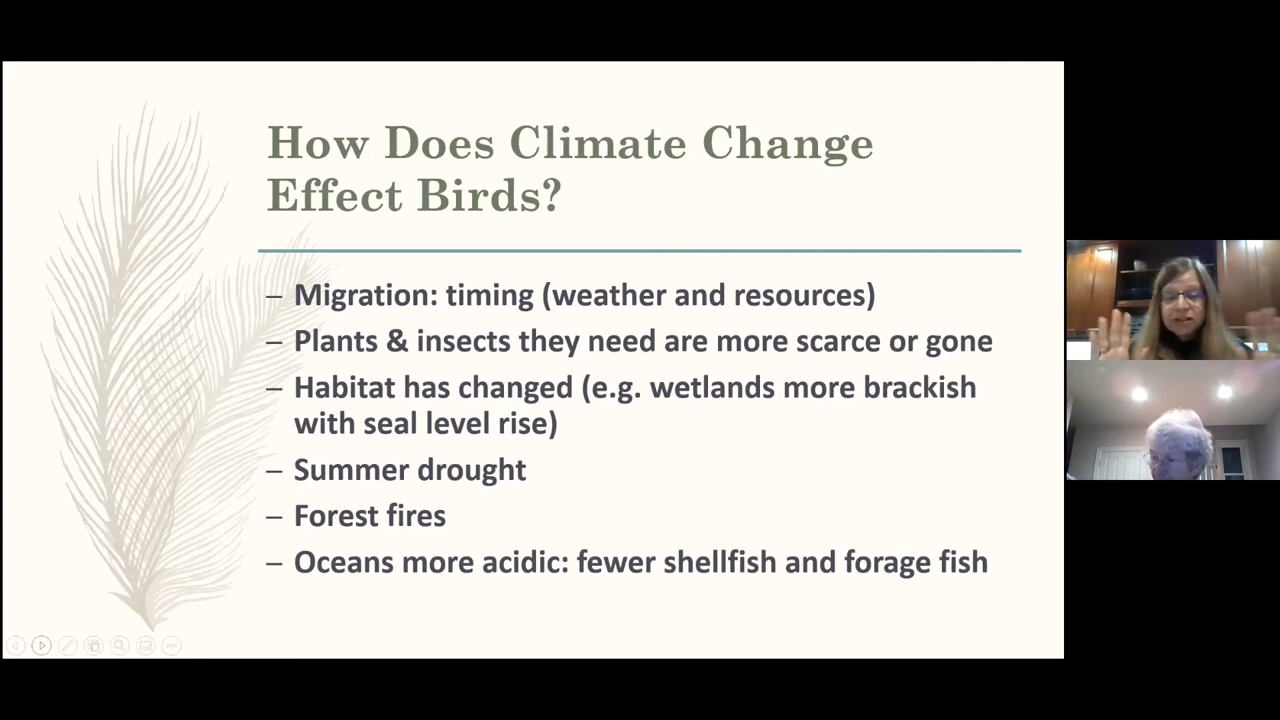 How Does Climate Change
Effect Birds?
– Migration: timing (weather and resources)
– Plants & insects they need are more scarce or gone
– Habitat has changed (e.g. wetlands more brackish
with seal level rise)
– Summer drought
– Forest fires
– Oceans more acidic: fewer shellfish and forage fish